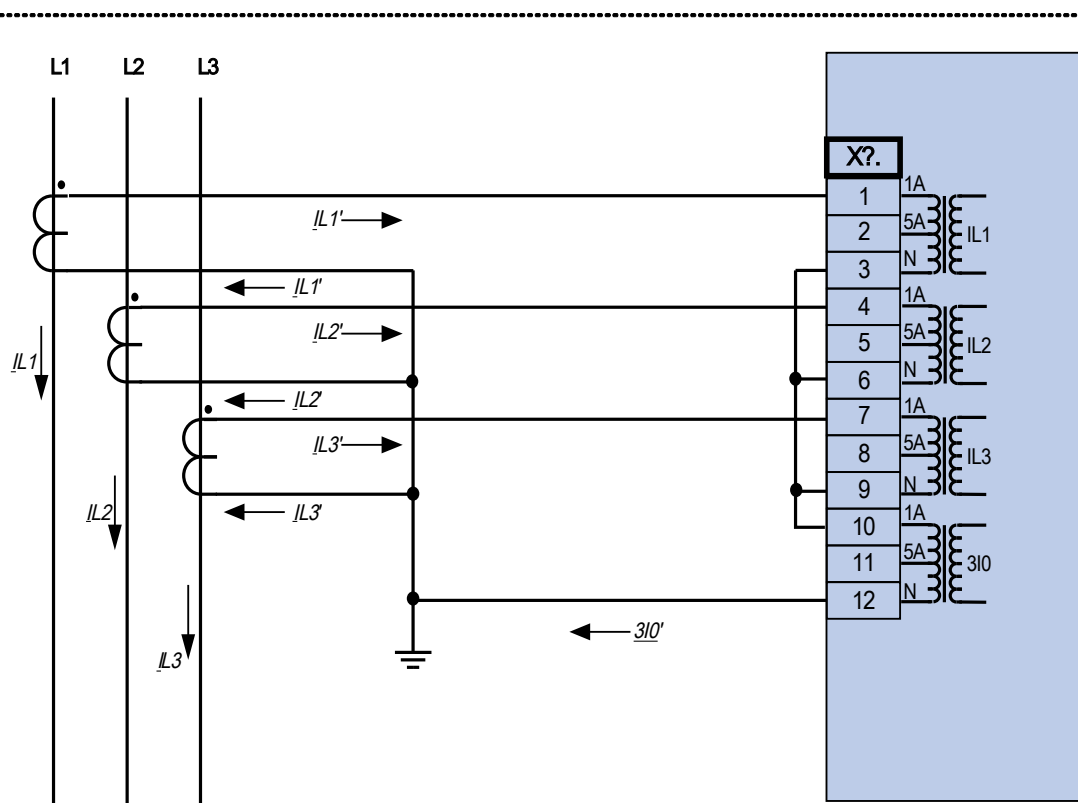 L1 L2 L3
X?.
1 1A
IL1'
2 5A IL1
3 N
IL1'
4 1A
IL2'
5 5A IL2
IL1
6 N
IL2'
7 1A
IL3'
8 5A IL3
9 N
IL2 IL3'
10 1A
11 5A 3I0
12 N
3I0'
IL3